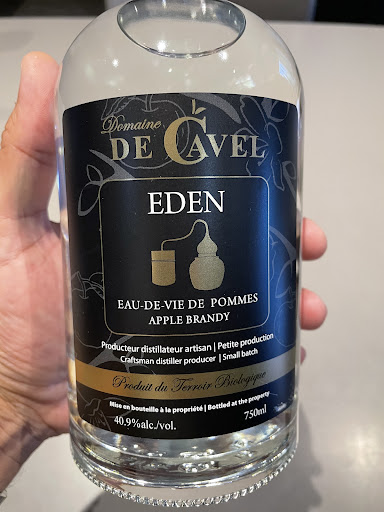 Domaine
DE CAVEL
EDEN
EAU-DE-VIE DE POMMES
APPLE BRANDY
Producteur distillateur artisan | Petite production
Craftsman distiller producer | Small batch
Produit du Terroir Biologique
Mise en bouteille à la propriété | Bottled at the property
40.9%alc./vol. 750ml